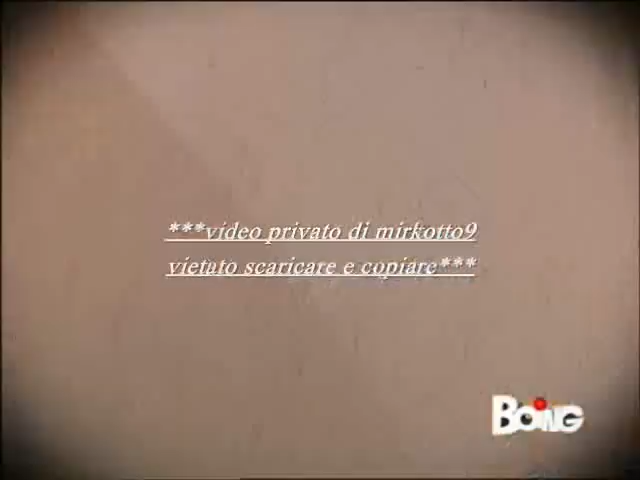 ***video privato di mirkotto9
vietato scaricare e copiare***
BOING